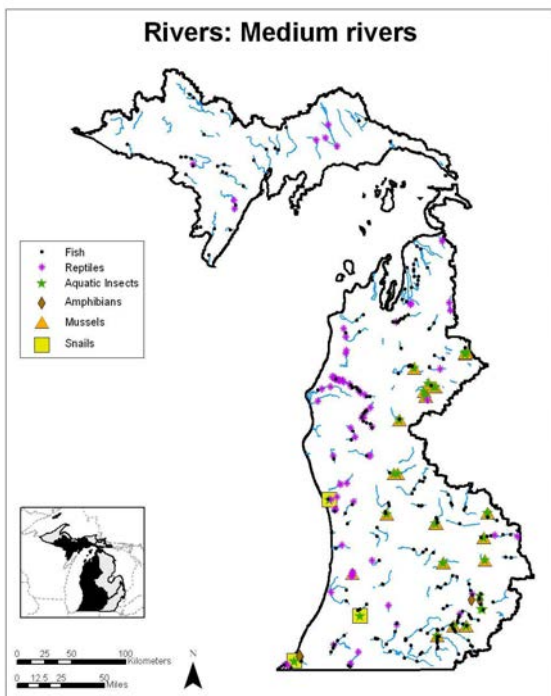 Rivers: Medium rivers
Fish
Reptiles
Aquatic Insects
Amphibians
Mussels
Snails
0 25 50 100
Kilometers
0 12.5 25 50
Miles
N